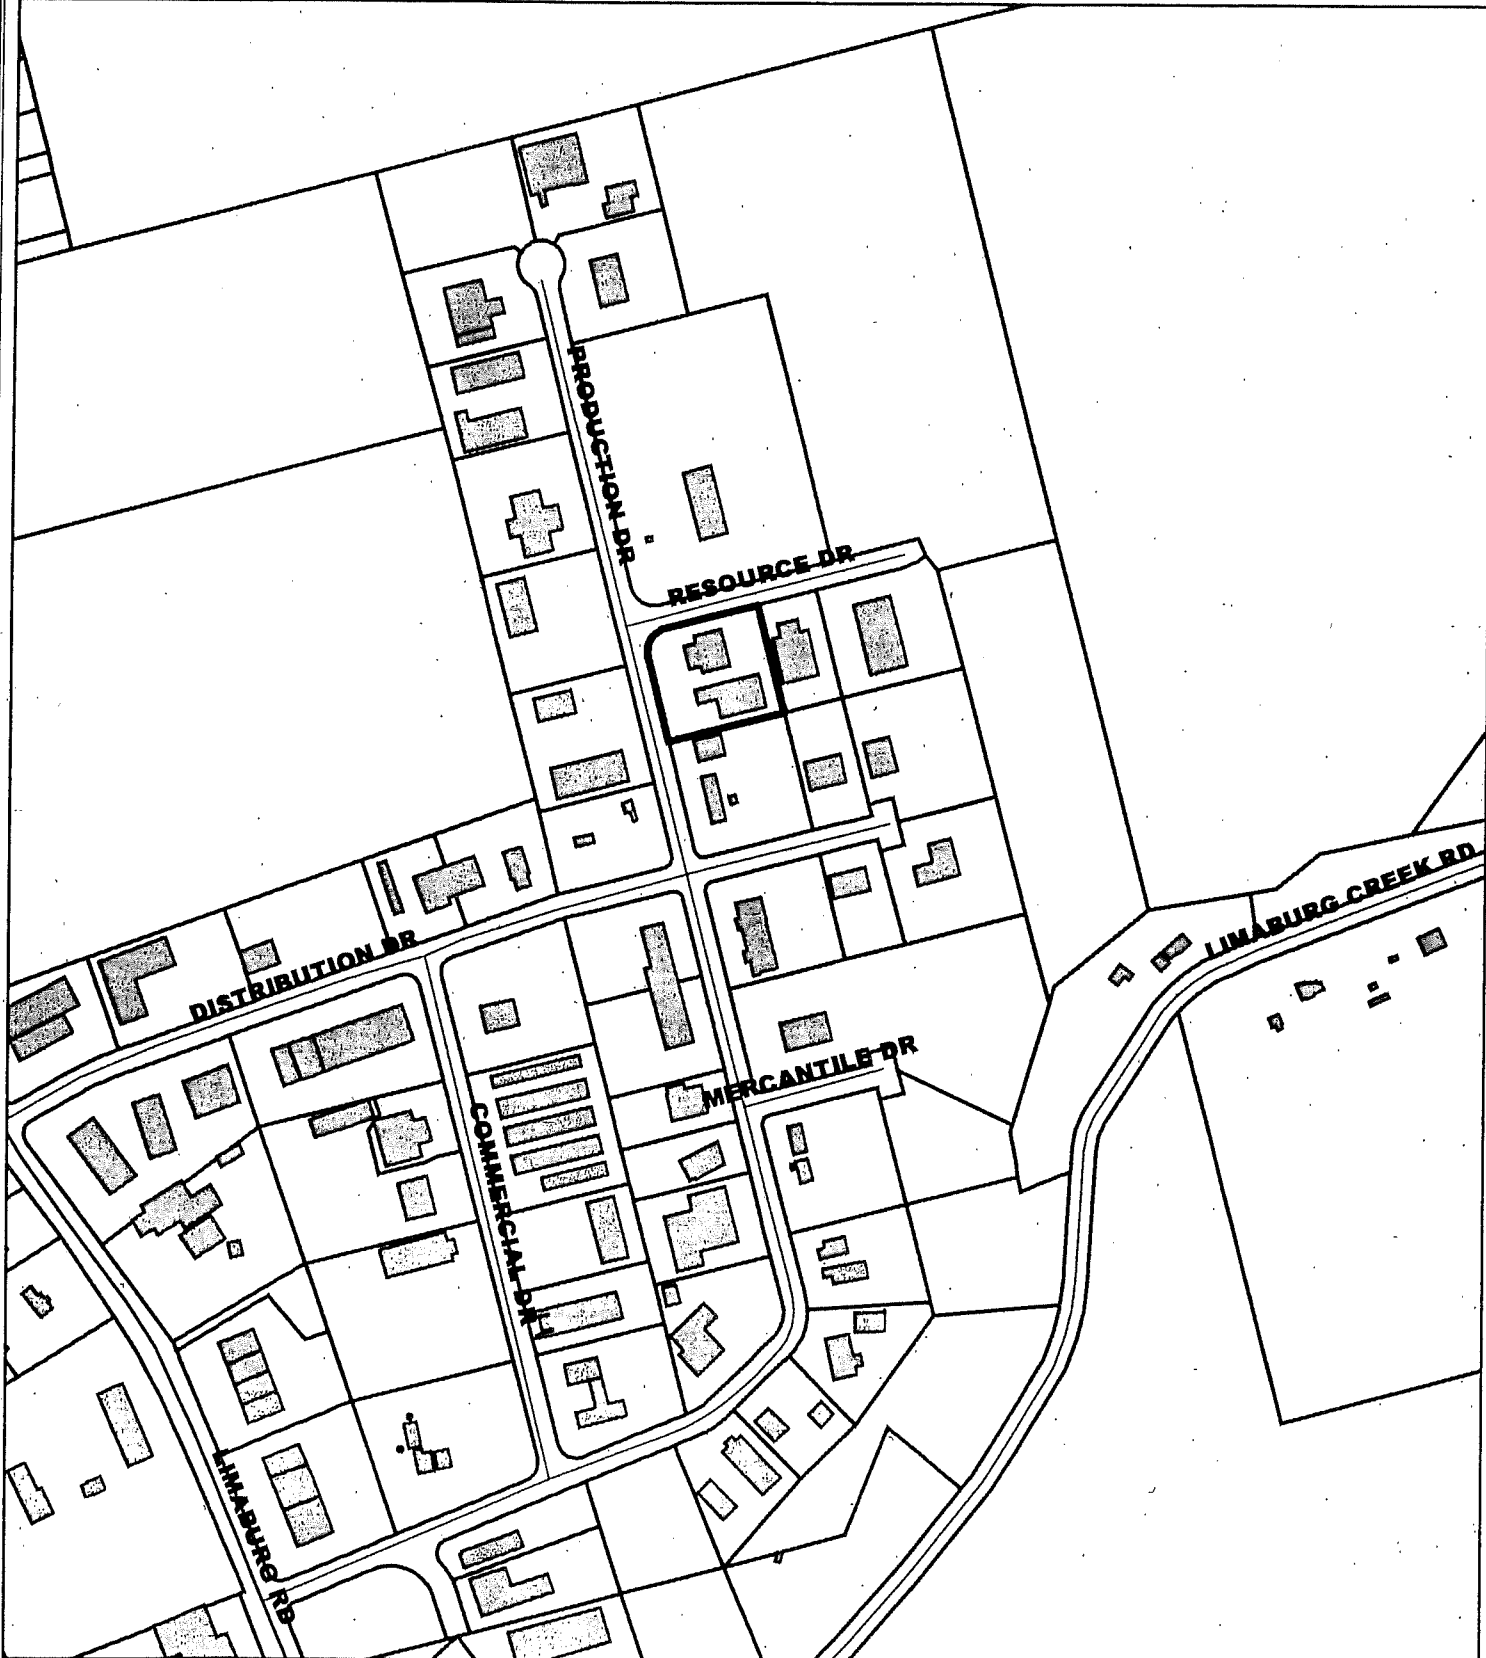 PRODUCTION DR
RESOURCE DR
LIMABURG CREEK RD
DISTRIBUTION DR
MERCANTILE DR
COMMERCIAL DR
LIMABURG RD